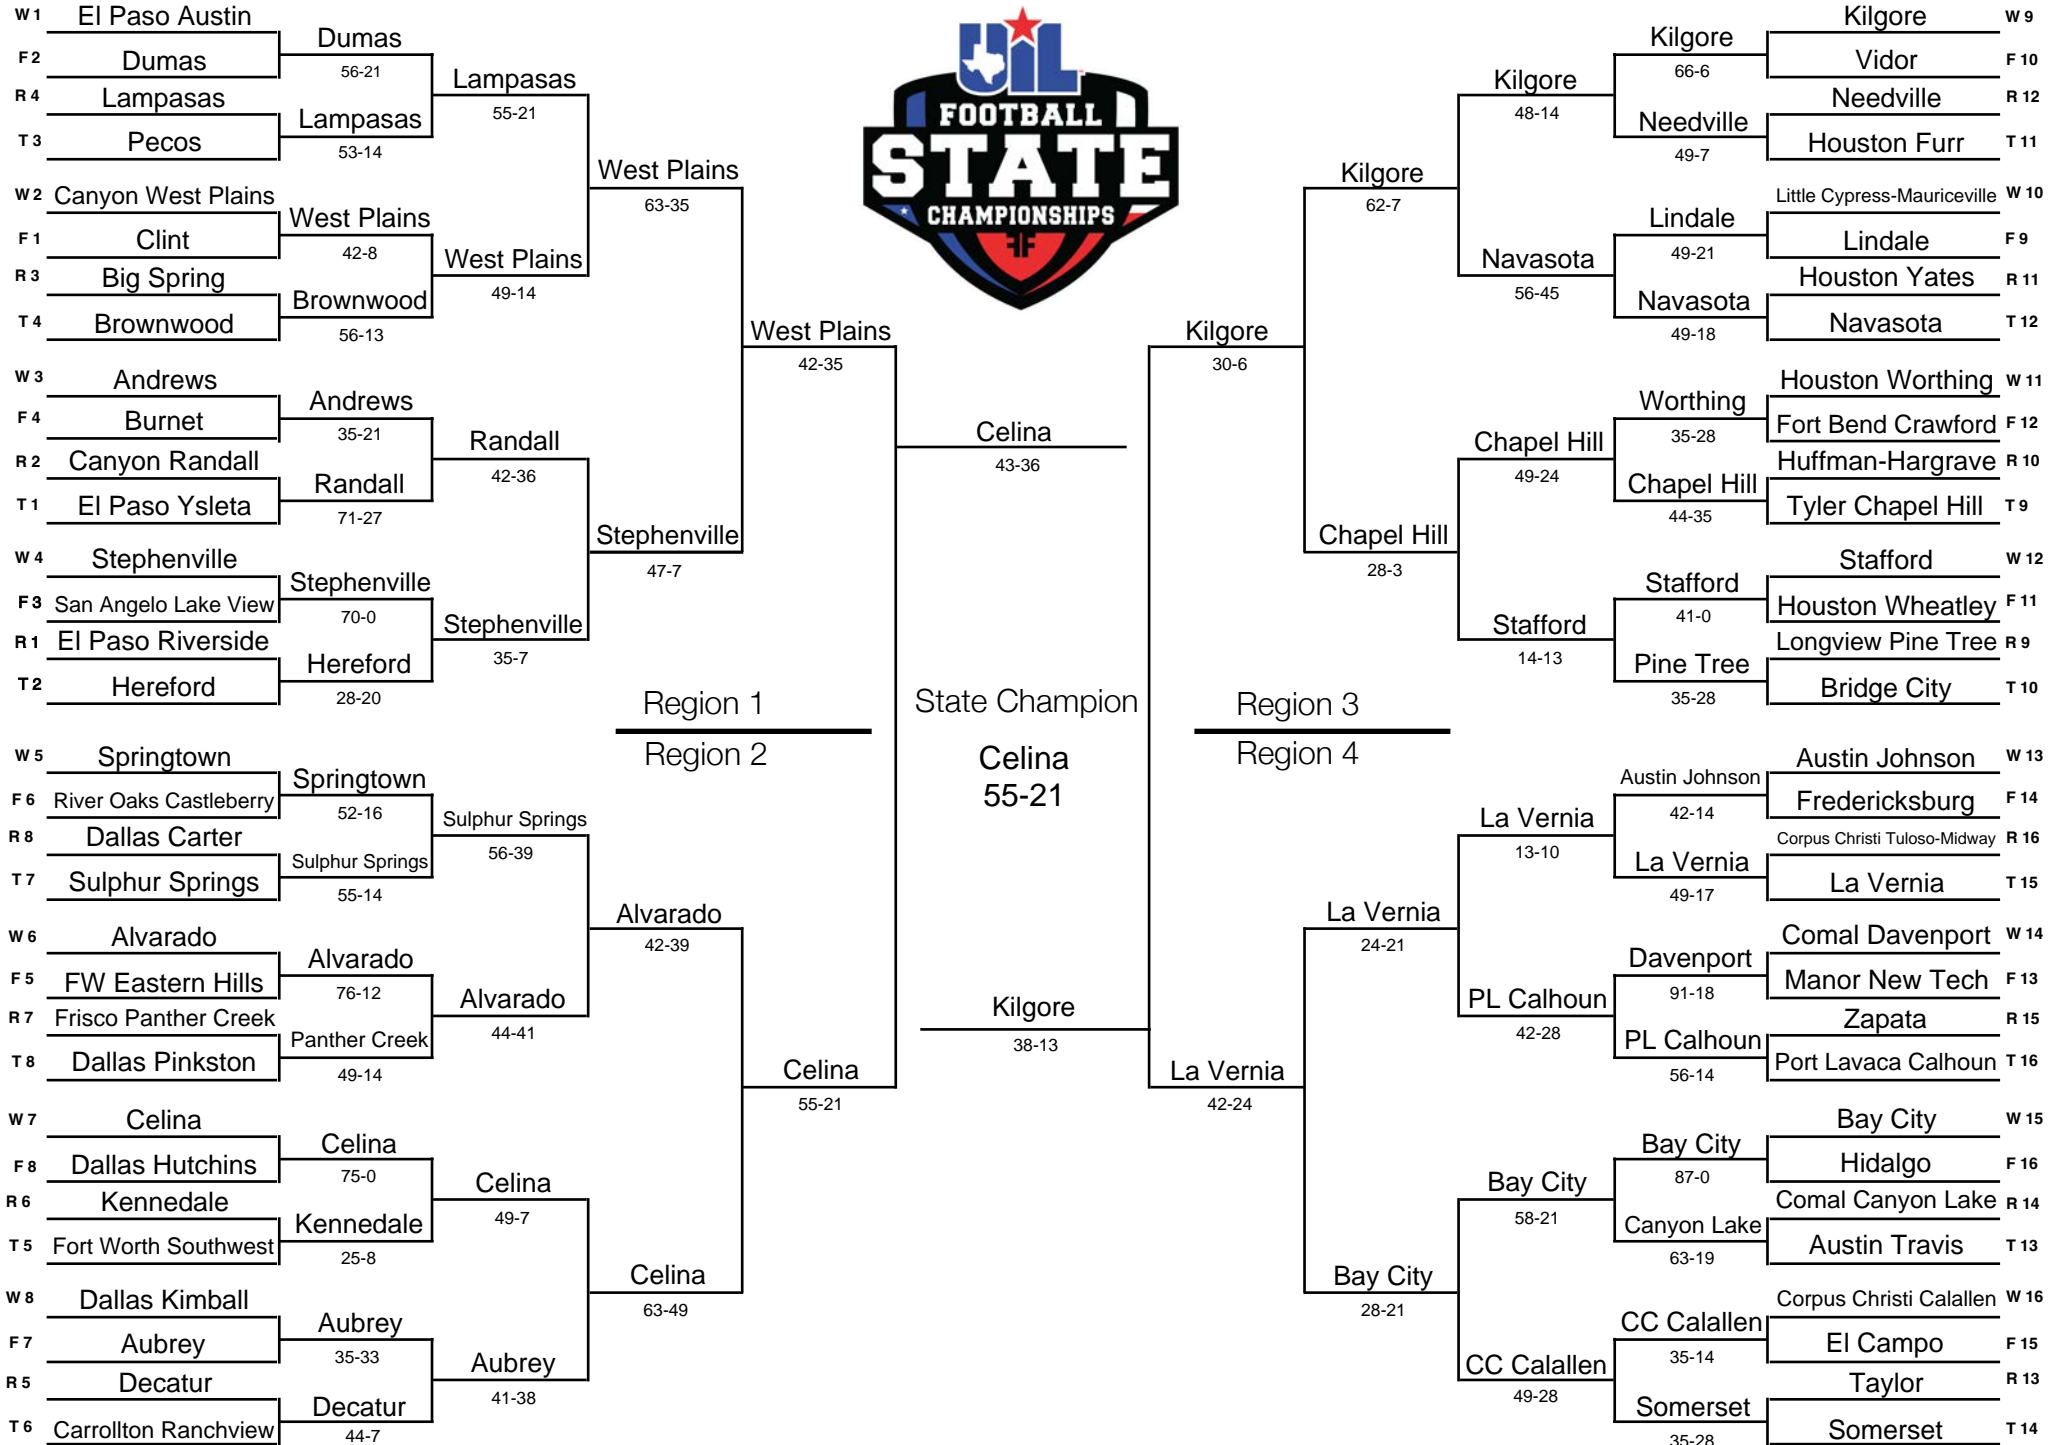 W 1 El Paso Austin
F 2 Dumas
R 4 Lampasas
T 3 Pecos
W 2 Canyon West Plains
F 1 Clint
R 3 Big Spring
T 4 Brownwood
W 3 Andrews
F 4 Burnet
R 2 Canyon Randall
T 1 El Paso Ysleta
W 4 Stephenville
F 3 San Angelo Lake View
R 1 El Paso Riverside
T 2 Hereford
W 5 Springtown
F 6 River Oaks Castleberry
R 8 Dallas Carter
T 7 Sulphur Springs
W 6 Alvarado
F 5 FW Eastern Hills
R 7 Frisco Panther Creek
T 8 Dallas Pinkston
W 7 Celina
F 8 Dallas Hutchins
R 6 Kennedale
T 5 Fort Worth Southwest
W 8 Dallas Kimball
F 7 Aubrey
R 5 Decatur
T 6 Carrollton Ranchview
Dumas
56-21
Lampasas
53-14
West Plains
42-8
Brownwood
56-13
Andrews
35-21
Randall
71-27
Stephenville
70-0
Hereford
28-20
Springtown
52-16
Sulphur Springs
55-14
Alvarado
76-12
Panther Creek
49-14
Celina
75-0
Kennedale
25-8
Aubrey
35-33
Decatur
44-7
Lampasas
55-21
West Plains
49-14
Randall
42-36
Stephenville
35-7
Sulphur Springs
56-39
Alvarado
44-41
Celina
49-7
Aubrey
41-38
West Plains
63-35
Stephenville
47-7
Alvarado
42-39
Celina
63-49
West Plains
42-35
Celina
55-21
Region 1
Region 2
UIL
FOOTBALL
STATE
CHAMPIONSHIPS
Celina
43-36
State Champion
Celina
55-21
Kilgore
38-13
Region 3
Region 4
Kilgore
30-6
La Vernia
42-24
Kilgore
62-7
Chapel Hill
28-3
La Vernia
24-21
Bay City
28-21
Kilgore
48-14
Navasota
56-45
Chapel Hill
49-24
Stafford
14-13
La Vernia
13-10
PL Calhoun
42-28
Bay City
58-21
CC Calallen
49-28
Kilgore
66-6
Needville
49-7
Lindale
49-21
Navasota
49-18
Worthing
35-28
Chapel Hill
44-35
Stafford
41-0
Pine Tree
35-28
Austin Johnson
42-14
La Vernia
49-17
Davenport
91-18
PL Calhoun
56-14
Bay City
87-0
Canyon Lake
63-19
CC Calallen
35-14
Somerset
35-28
Kilgore W 9
Vidor F 10
Needville R 12
Houston Furr T 11
Little Cypress-Mauriceville W 10
Lindale F 9
Houston Yates R 11
Navasota T 12
Houston Worthing W 11
Fort Bend Crawford F 12
Huffman-Hargrave R 10
Tyler Chapel Hill T 9
Stafford W 12
Houston Wheatley F 11
Longview Pine Tree R 9
Bridge City T 10
Austin Johnson W 13
Fredericksburg F 14
Corpus Christi Tuloso-Midway R 16
La Vernia T 15
Comal Davenport W 14
Manor New Tech F 13
Zapata R 15
Port Lavaca Calhoun T 16
Bay City W 15
Hidalgo F 16
Comal Canyon Lake R 14
Austin Travis T 13
Corpus Christi Calallen W 16
El Campo F 15
Taylor R 13
Somerset T 14